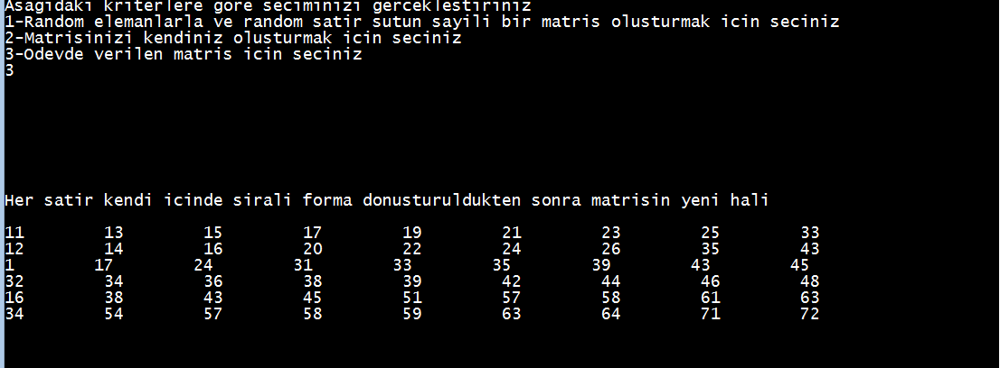 Asagidaki kriterlere gore seciminizi gerceklestiriniz
1-Random elemanlarla ve random satir sutun sayili bir matris olusturmak icin seciniz
2-Matrisinizi kendiniz olusturmak icin seciniz
3-Odevde verilen matris icin seciniz
3
Her satir kendi icinde sirali forma donusturuldukten sonra matrisin yeni hali
11 13 15 17 19 21 23 25 33
12 14 16 20 22 24 26 35 43
1 17 24 31 33 35 39 43 45
32 34 36 38 39 42 44 46 48
16 38 43 45 51 57 58 61 63
34 54 57 58 59 63 64 71 72